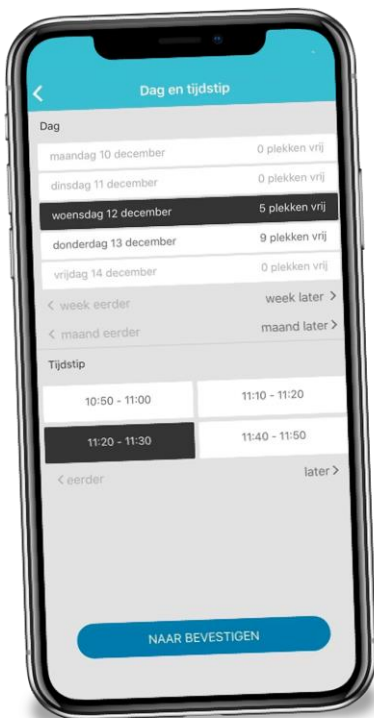 Dag en tijdstip
Dag
maandag 10 december 0 plekken vrij
dinsdag 11 december 0 plekken vrij
woensdag 12 december 5 plekken vrij
donderdag 13 december 9 plekken vrij
vrijdag 14 december 0 plekken vrij
< week eerder week later >
< maand eerder maand later >
Tijdstip
10:50 - 11:00 11:10 - 11:20
11:20 - 11:30 11:40 - 11:50
< eerder later >
NAAR BEVESTIGEN